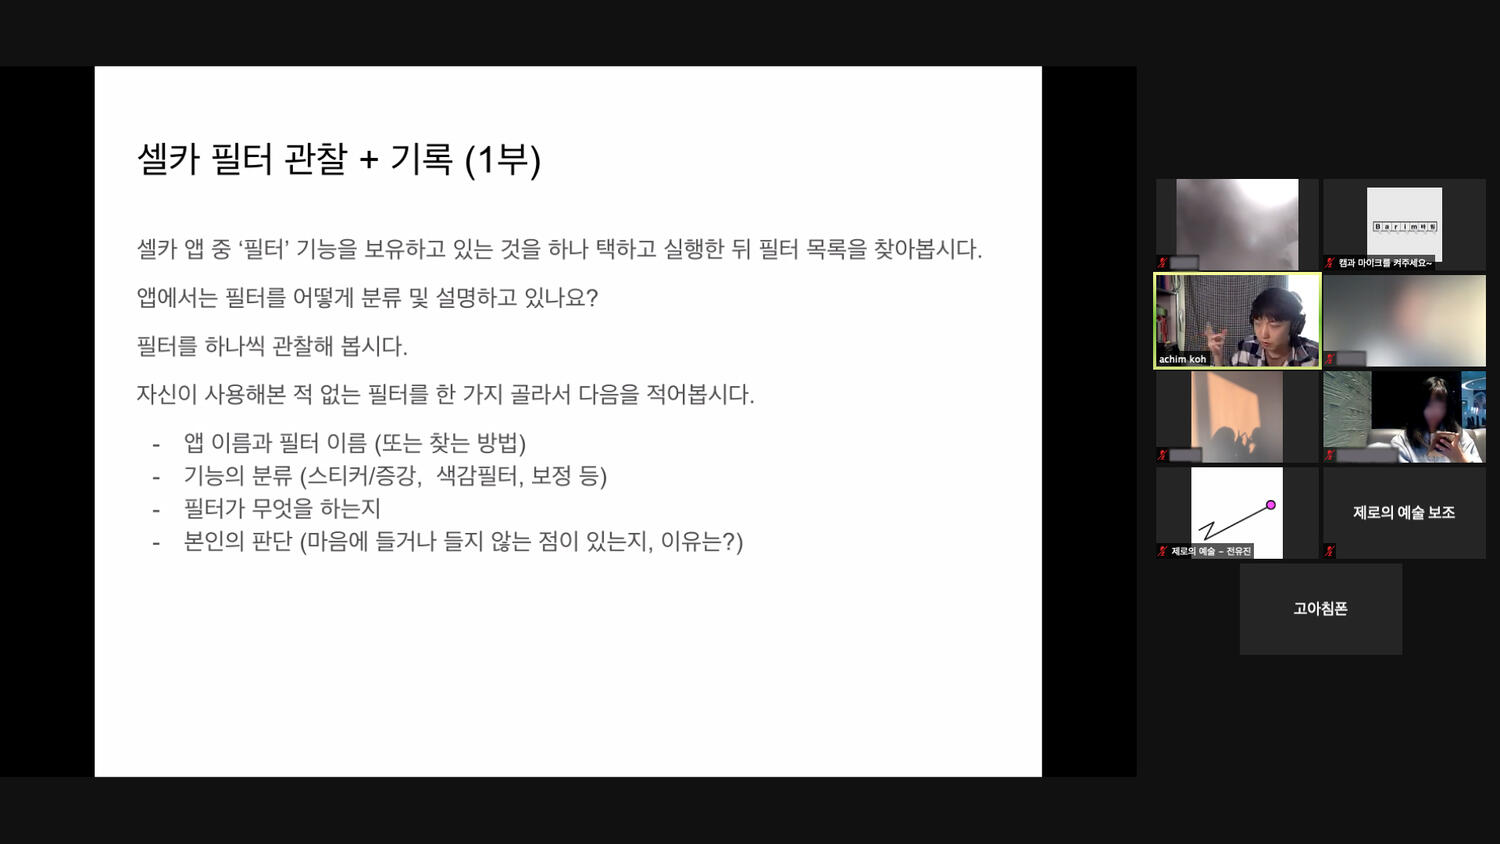 셀카 필터 관찰 + 기록 (1부)
셀카 앱 중 ‘필터’ 기능을 보유하고 있는 것을 하나 택하고 실행한 뒤 필터 목록을 찾아봅시다.
앱에서는 필터를 어떻게 분류 및 설명하고 있나요?
필터를 하나씩 관찰해 봅시다.
자신이 사용해본 적 없는 필터를 한 가지 골라서 다음을 적어봅시다.
- 앱 이름과 필터 이름 (또는 찾는 방법)
- 기능의 분류 (스티커/증강, 색감필터, 보정 등)
- 필터가 무엇을 하는지
- 본인의 판단 (마음에 들거나 들지 않는 점이 있는지, 이유는?)
Barim바림
캠과 마이크를 켜주세요~
achim koh
제로의 예술 – 전유진
제로의 예술 보조
고아침폰